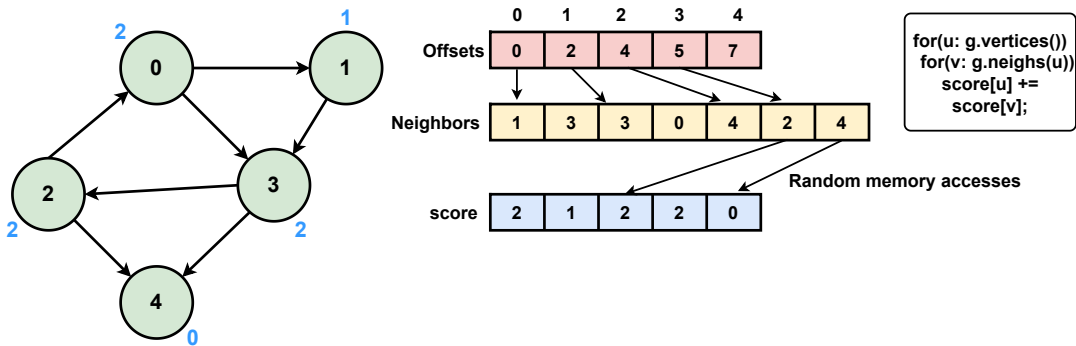 2
0
1
1
2
2
3
2
4
0
0 1 2 3 4
Offsets 0 2 4 5 7
Neighbors 1 3 3 0 4 2 4
Random memory accesses
score 2 1 2 2 0
for(u: g.vertices())
for(v: g.neighs(u))
score[u] +=
score[v];